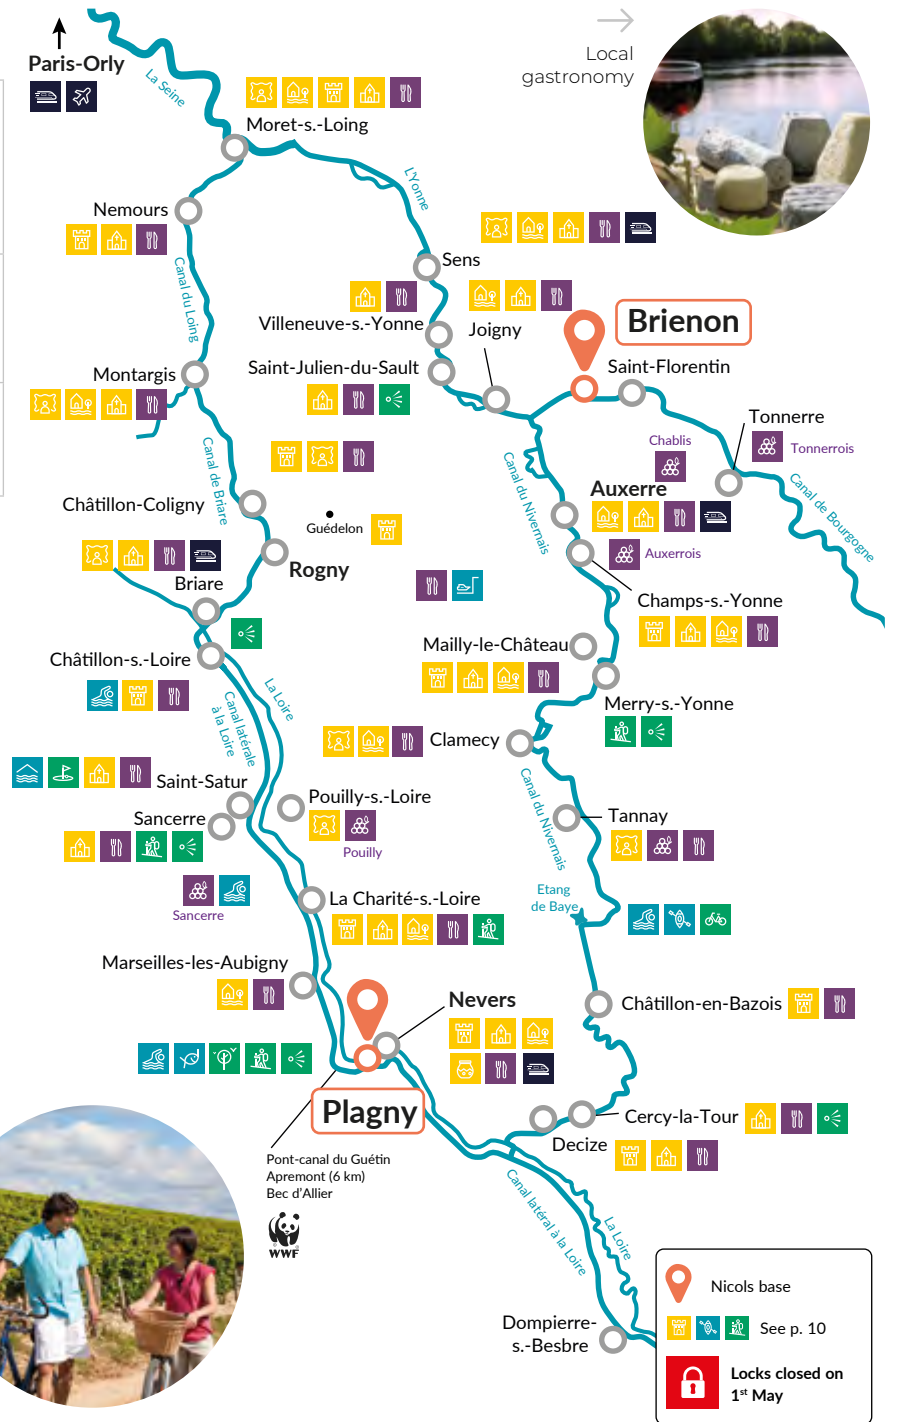 Paris-Orly
La Seine
Local
gastronomy
Moret-s.-Loing
L'Yonne
Nemours
Canal du Loing
Sens
Villeneuve-s.-Yonne
Joigny
Brienon
Saint-Julien-du-Sault
Saint-Florentin
Montargis
Tonnerre
Chablis
Tonnerrois
Canal de Briare
Canal du Nivernais
Canal de Bourgogne
Auxerre
Châtillon-Coligny
Guédelon
Auxerrois
Rogny
Briare
Champs-s.-Yonne
Mailly-le-Château
Châtillon-s.-Loire
La Loire
Canal latérale
à la Loire
Merry-s.-Yonne
Clamecy
Canal du Nivernais
Saint-Satur
Pouilly-s.-Loire
Sancerre
Tannay
Pouilly
Etang
de Baye
Sancerre
La Charité-s.-Loire
Marseilles-les-Aubigny
Nevers
Châtillon-en-Bazois
Plagny
Cercy-la-Tour
Decize
Pont-canal du Guétin
Apremont (6 km)
Bec d'Allier
WWF
Canal latéral à la Loire
La Loire
Dompierre-
s.-Besbre
Nicols base
See p. 10
Locks closed on
1st May